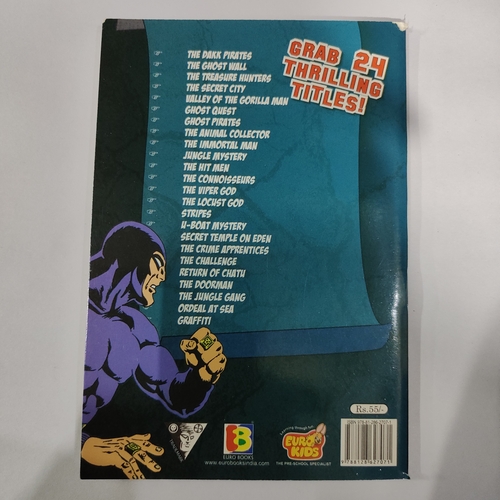 GRAB 24
THRILLING
TITLES!
THE DARK PIRATES
THE GHOST WALL
THE TREASURE HUNTERS
THE SECRET CITY
VALLEY OF THE GORILLA MAN
GHOST QUEST
GHOST PIRATES
THE ANIMAL COLLECTOR
THE IMMORTAL MAN
JUNGLE MYSTERY
THE HIT MEN
THE CONNOISSEURS
THE VIPER GOD
THE LOCUST GOD
STRIPES
U-BOAT MYSTERY
SECRET TEMPLE ON EDEN
THE CRIME APPRENTICES
THE CHALLENGE
RETURN OF CHATU
THE DOORMAN
THE JUNGLE GANG
ORDEAL AT SEA
GRAFFITI
Rs. 55/-
EURO BOOKS
www.eurobooksindia.com
Learning through fun
EURO
KIDS
THE PRE-SCHOOL SPECIALIST
9788128627071